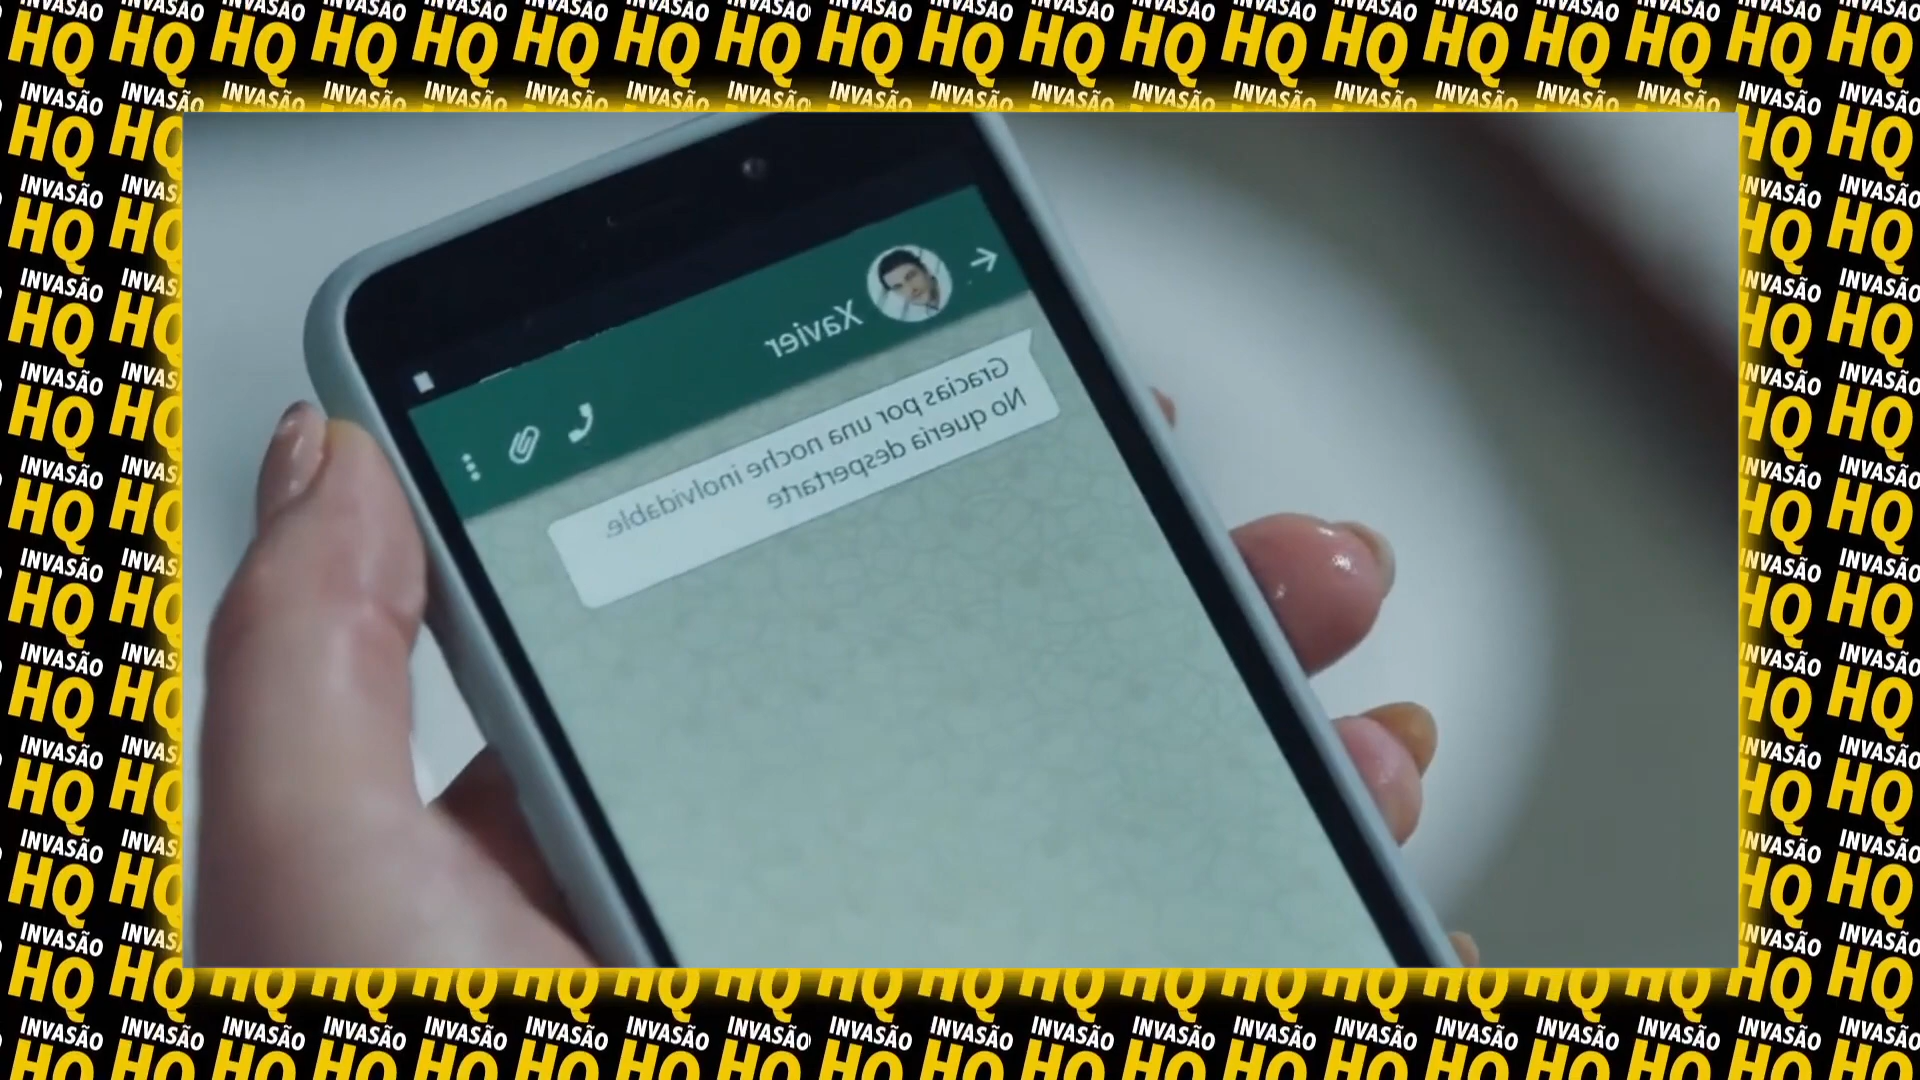 INVASÃO
HQ
Xavier
Gracias por una noche inolvidable.
No quería despertarte